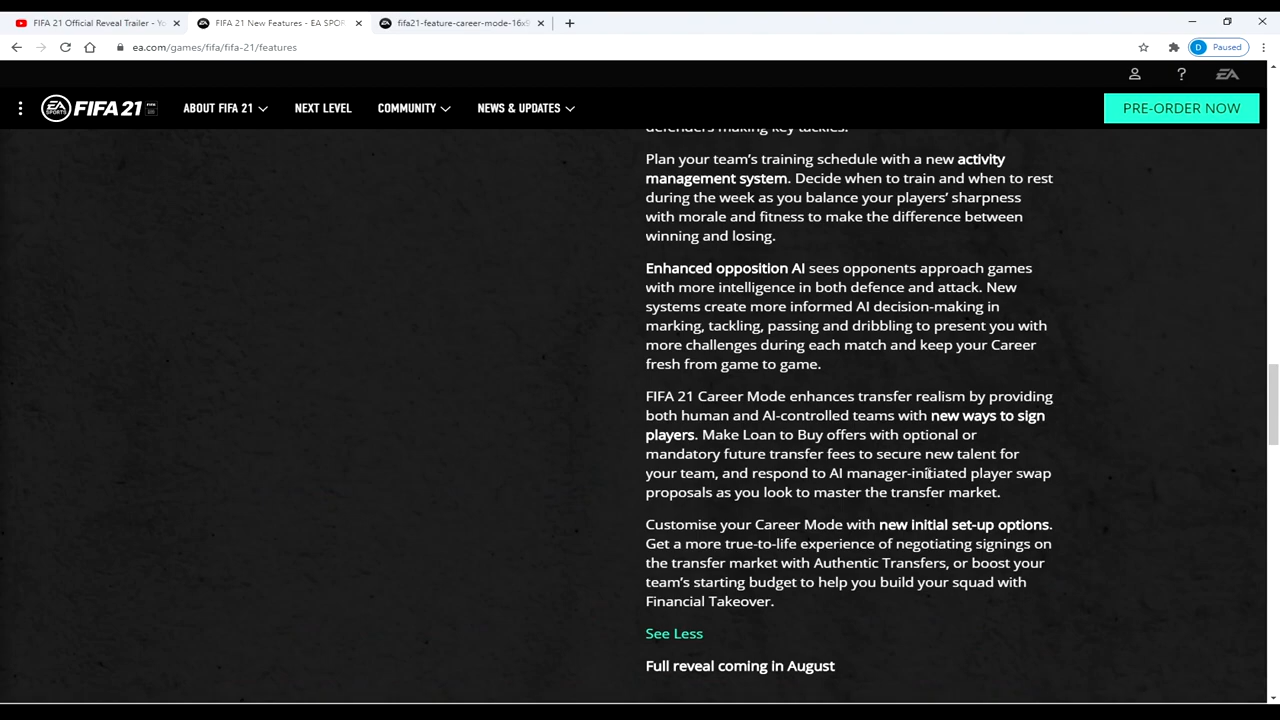 FIFA 21 Official Reveal Trailer - Yo
FIFA 21 New Features - EA SPOR
fifa21-feature-career-mode-16x9
ea.com/games/fifa/fifa-21/features
D Paused
? EA
EA SPORTS FIFA 21 ABOUT FIFA 21 NEXT LEVEL COMMUNITY NEWS & UPDATES PRE-ORDER NOW
defenders making key tackles.
Plan your team's training schedule with a new activity
management system. Decide when to train and when to rest
during the week as you balance your players' sharpness
with morale and fitness to make the difference between
winning and losing.
Enhanced opposition AI sees opponents approach games
with more intelligence in both defence and attack. New
systems create more informed AI decision-making in
marking, tackling, passing and dribbling to present you with
more challenges during each match and keep your Career
fresh from game to game.
FIFA 21 Career Mode enhances transfer realism by providing
both human and AI-controlled teams with new ways to sign
players. Make Loan to Buy offers with optional or
mandatory future transfer fees to secure new talent for
your team, and respond to AI manager-initiated player swap
proposals as you look to master the transfer market.
Customise your Career Mode with new initial set-up options.
Get a more true-to-life experience of negotiating signings on
the transfer market with Authentic Transfers, or boost your
team's starting budget to help you build your squad with
Financial Takeover.
See Less
Full reveal coming in August